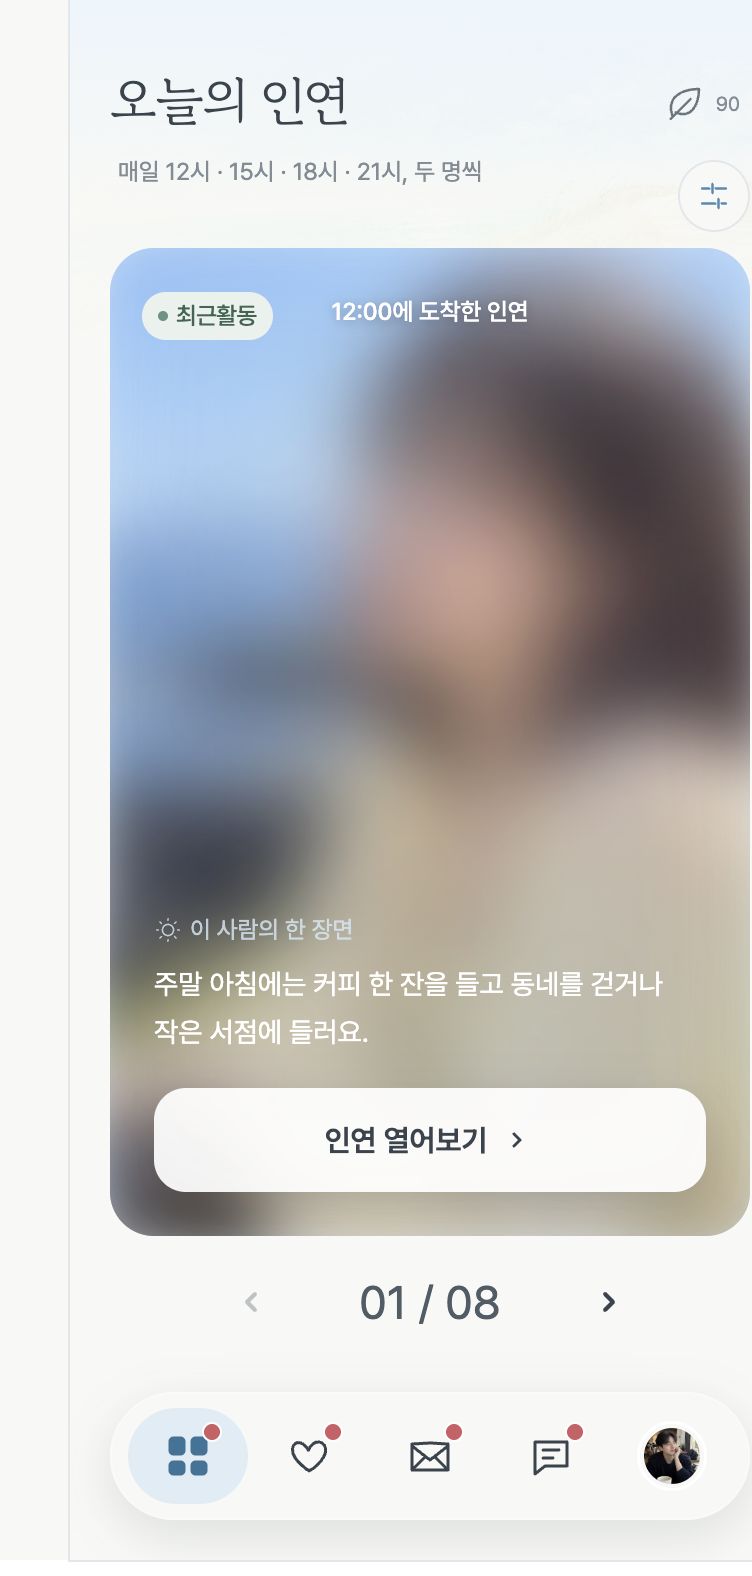 오늘의 인연
90
매일 12시 · 15시 · 18시 · 21시, 두 명씩
최근활동
12:00에 도착한 인연
이 사람의 한 장면
주말 아침에는 커피 한 잔을 들고 동네를 걷거나
작은 서점에 들러요.
인연 열어보기
01 / 08